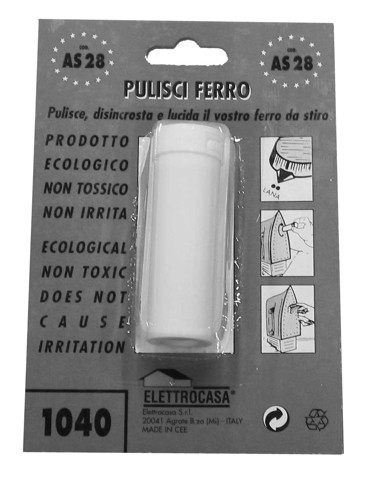 COD.
AS 28
COD.
AS 28
PULISCI FERRO
Pulisce, disincrosta e lucida il vostro ferro da stiro
PRODOTTO
ECOLOGICO
NON TOSSICO
NON IRRITA
ECOLOGICAL
NON TOXIC
DOES NOT
CAUSE
IRRITATION
LANA
1040
ELETTROCASA®
Elettrocasa S.r.l.
20041 Agrate B.za (Mi) - ITALY
MADE IN CEE